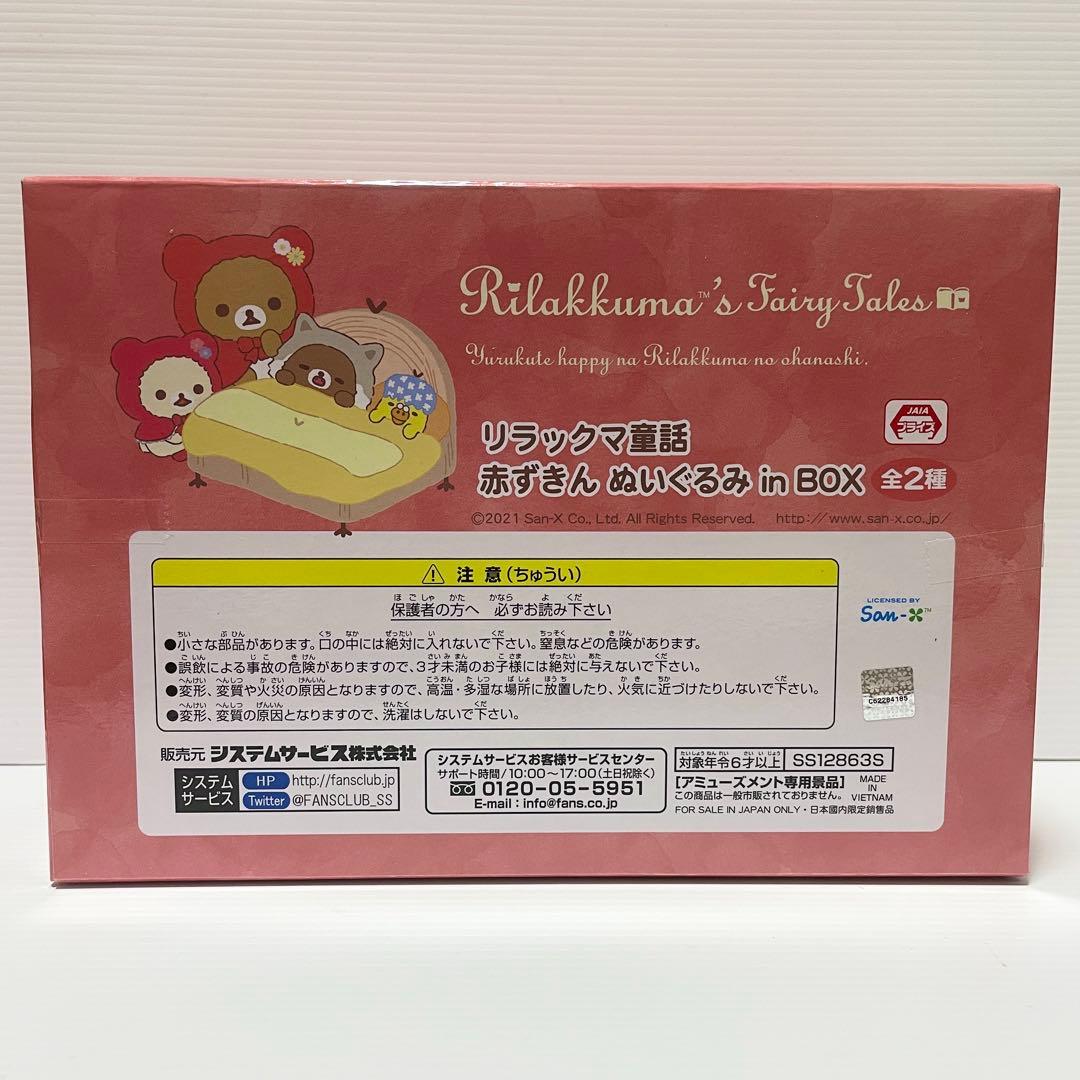 Rilakkuma™'s Fairy Tales
Yurukute happy na Rilakkuma no ohanashi.
リラックマ童話
赤ずきん ぬいぐるみ in BOX 全2種
JAIA
プライズ
©2021 San-X Co., Ltd. All Rights Reserved. http://www.san-x.co.jp/
⚠ 注意(ちゅうい)
保護者の方へ 必ずお読み下さい
●小さな部品があります。口の中には絶対に入れないで下さい。窒息などの危険があります。
●誤飲による事故の危険がありますので、3才未満のお子様には絶対に与えないで下さい。
●変形、変質や火災の原因となりますので、高温・多湿な場所に放置したり、火気に近づけたりしないで下さい。
●変形、変質の原因となりますので、洗濯はしないで下さい。
LICENSED BY
San-X™
C52284185
販売元 システムサービス株式会社
システム
サービス
HP http://fansclub.jp
Twitter @FANSCLUB_SS
システムサービスお客様サービスセンター
サポート時間/10:00~17:00(土日祝除く)
0120-05-5951
E-mail:info@fans.co.jp
対象年令6才以上 SS12863S
[アミューズメント専用景品]
この商品は一般市販されておりません。
MADE IN
VIETNAM
FOR SALE IN JAPAN ONLY・日本國内限定銷售品